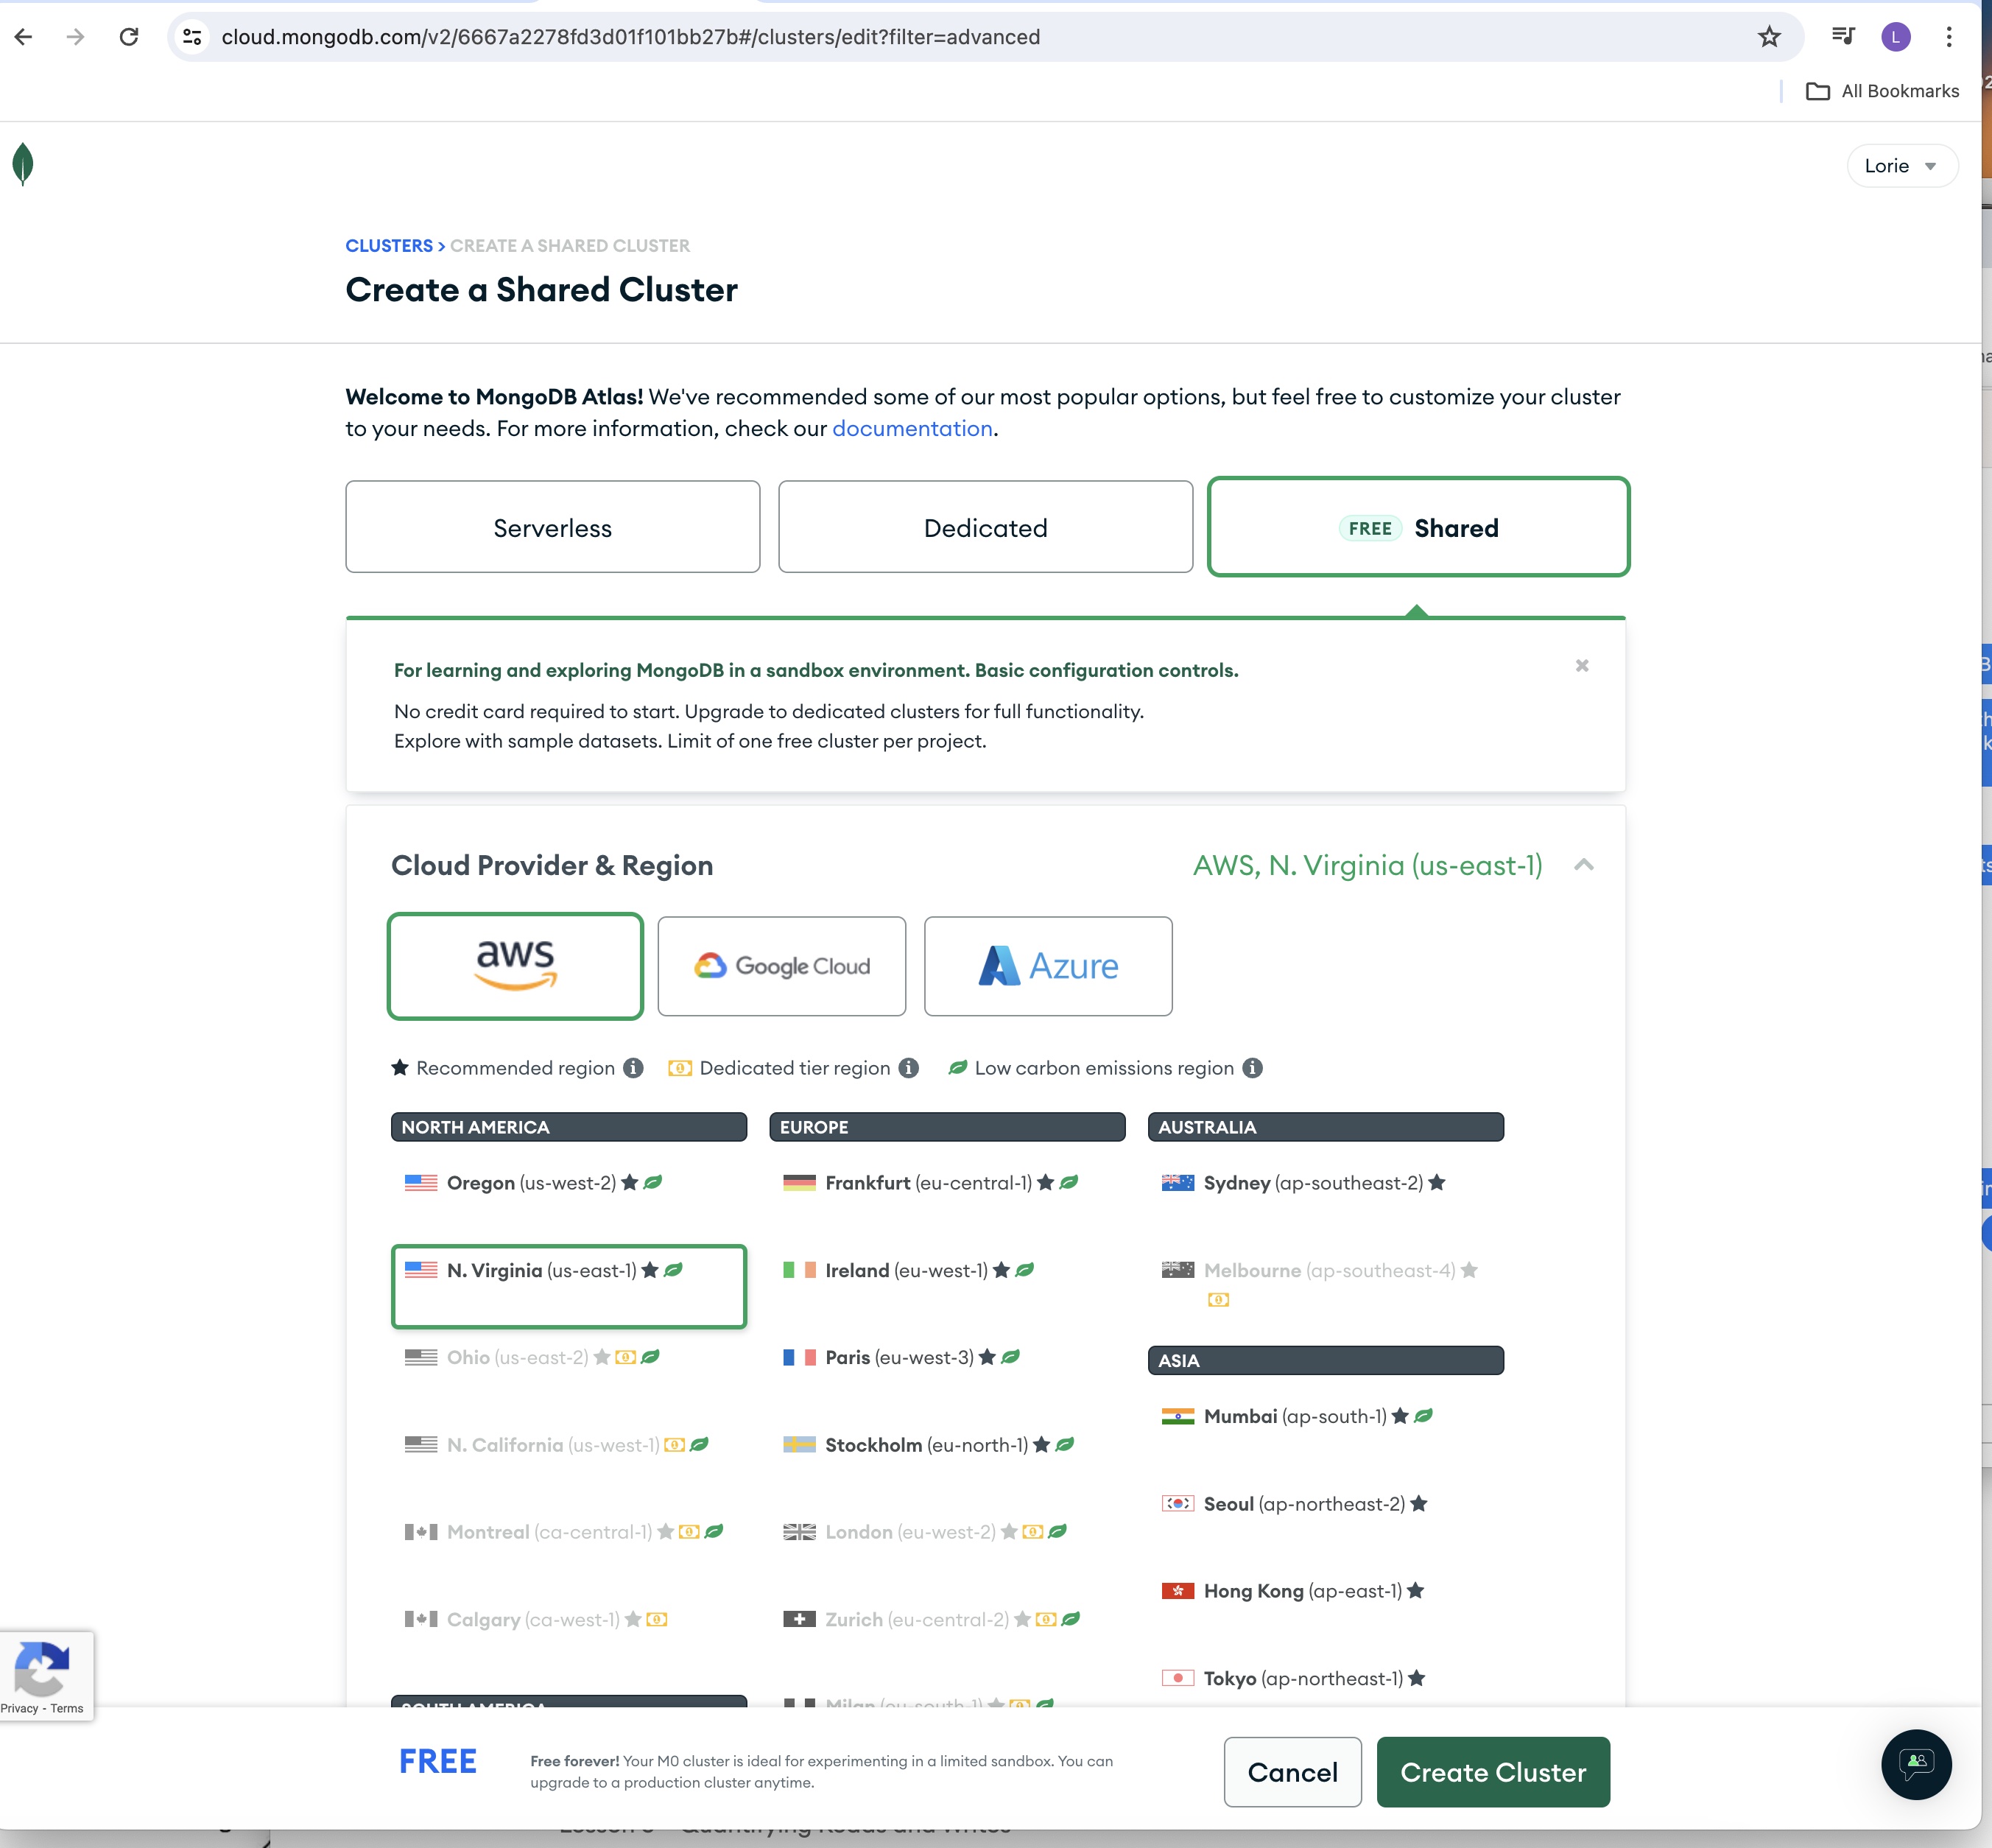 cloud.mongodb.com/v2/6667a2278fd3d01f101bb27b#/clusters/edit?filter=advanced
L
All Bookmarks
Lorie
CLUSTERS > CREATE A SHARED CLUSTER
Create a Shared Cluster
Welcome to MongoDB Atlas! We've recommended some of our most popular options, but feel free to customize your cluster
to your needs. For more information, check our documentation.
Serverless
Dedicated
FREE Shared
For learning and exploring MongoDB in a sandbox environment. Basic configuration controls.
No credit card required to start. Upgrade to dedicated clusters for full functionality.
Explore with sample datasets. Limit of one free cluster per project.
Cloud Provider & Region
AWS, N. Virginia (us-east-1)
aws
Google Cloud
Azure
Recommended region
Dedicated tier region
Low carbon emissions region
NORTH AMERICA
Oregon (us-west-2)
N. Virginia (us-east-1)
Ohio (us-east-2)
N. California (us-west-1)
Montreal (ca-central-1)
Calgary (ca-west-1)
SOUTH AMERICA
EUROPE
Frankfurt (eu-central-1)
Ireland (eu-west-1)
Paris (eu-west-3)
Stockholm (eu-north-1)
London (eu-west-2)
Zurich (eu-central-2)
Milan (eu-south-1)
AUSTRALIA
Sydney (ap-southeast-2)
Melbourne (ap-southeast-4)
ASIA
Mumbai (ap-south-1)
Seoul (ap-northeast-2)
Hong Kong (ap-east-1)
Tokyo (ap-northeast-1)
Privacy - Terms
FREE
Free forever! Your M0 cluster is ideal for experimenting in a limited sandbox. You can
upgrade to a production cluster anytime.
Cancel
Create Cluster